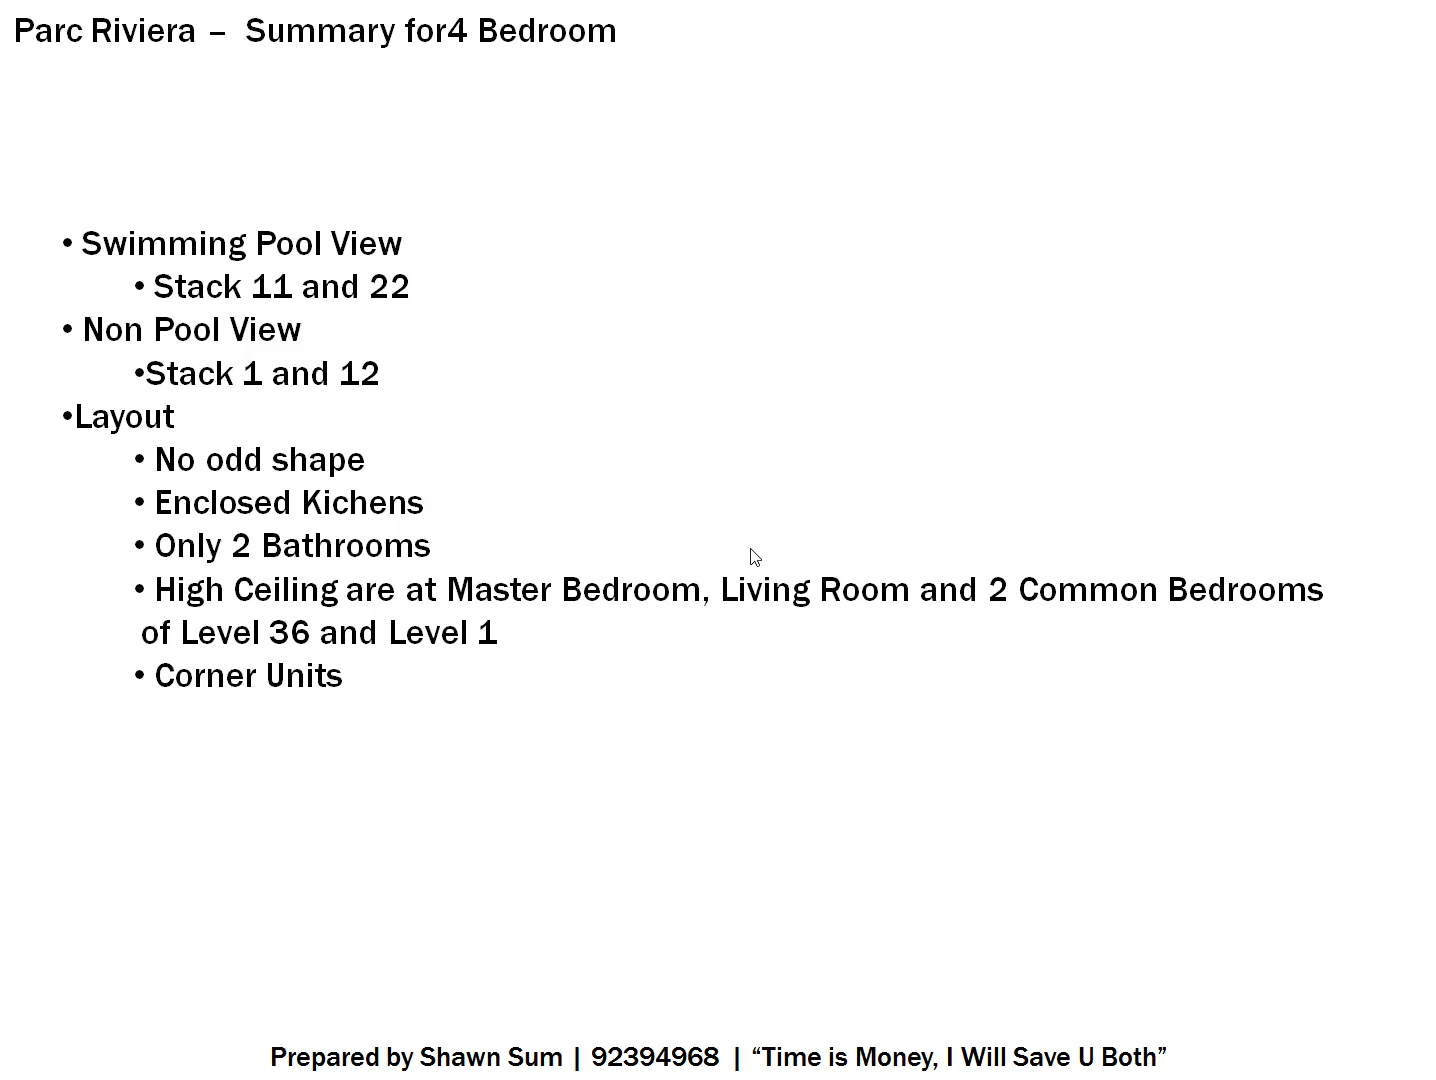 Parc Riviera – Summary for4 Bedroom
• Swimming Pool View
• Stack 11 and 22
• Non Pool View
•Stack 1 and 12
•Layout
• No odd shape
• Enclosed Kichens
• Only 2 Bathrooms
• High Ceiling are at Master Bedroom, Living Room and 2 Common Bedrooms
of Level 36 and Level 1
• Corner Units
Prepared by Shawn Sum | 92394968 | “Time is Money, I Will Save U Both”